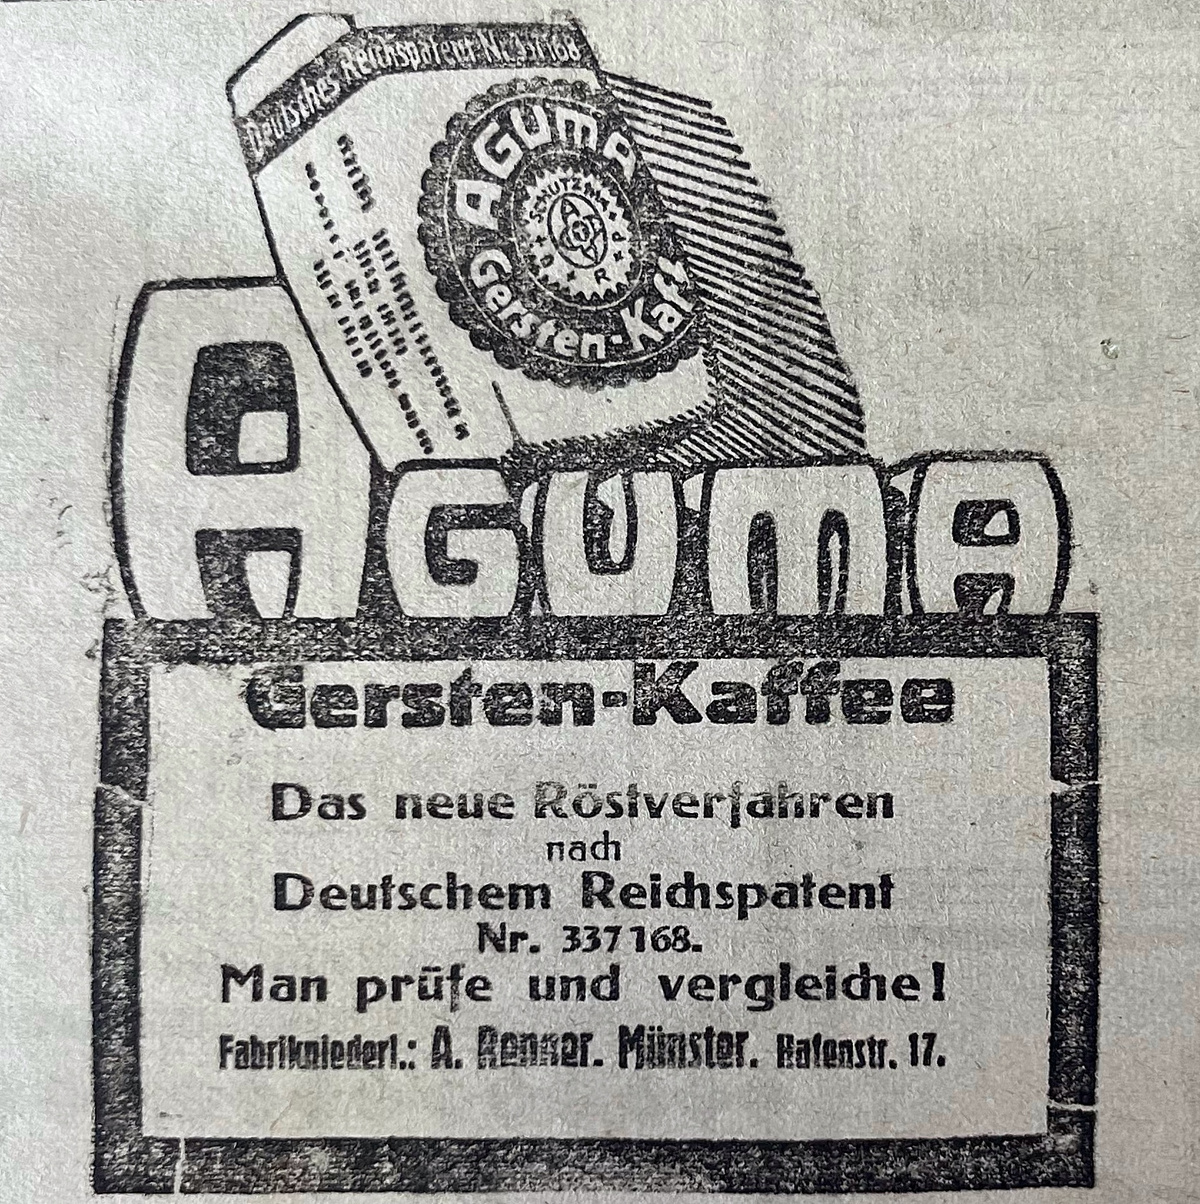 Deutsches Reichspatent Nr. 337168
AGUMA
SCHUTZ
D R P
Gersten-Kaff
AGUMA
Gersten-Kaffee
Das neue Röstverfahren
nach
Deutschem Reichspatent
Nr. 337168.
Man prüfe und vergleiche!
Fabrikniederl.: A. Renner. Münster. Hafenstr. 17.